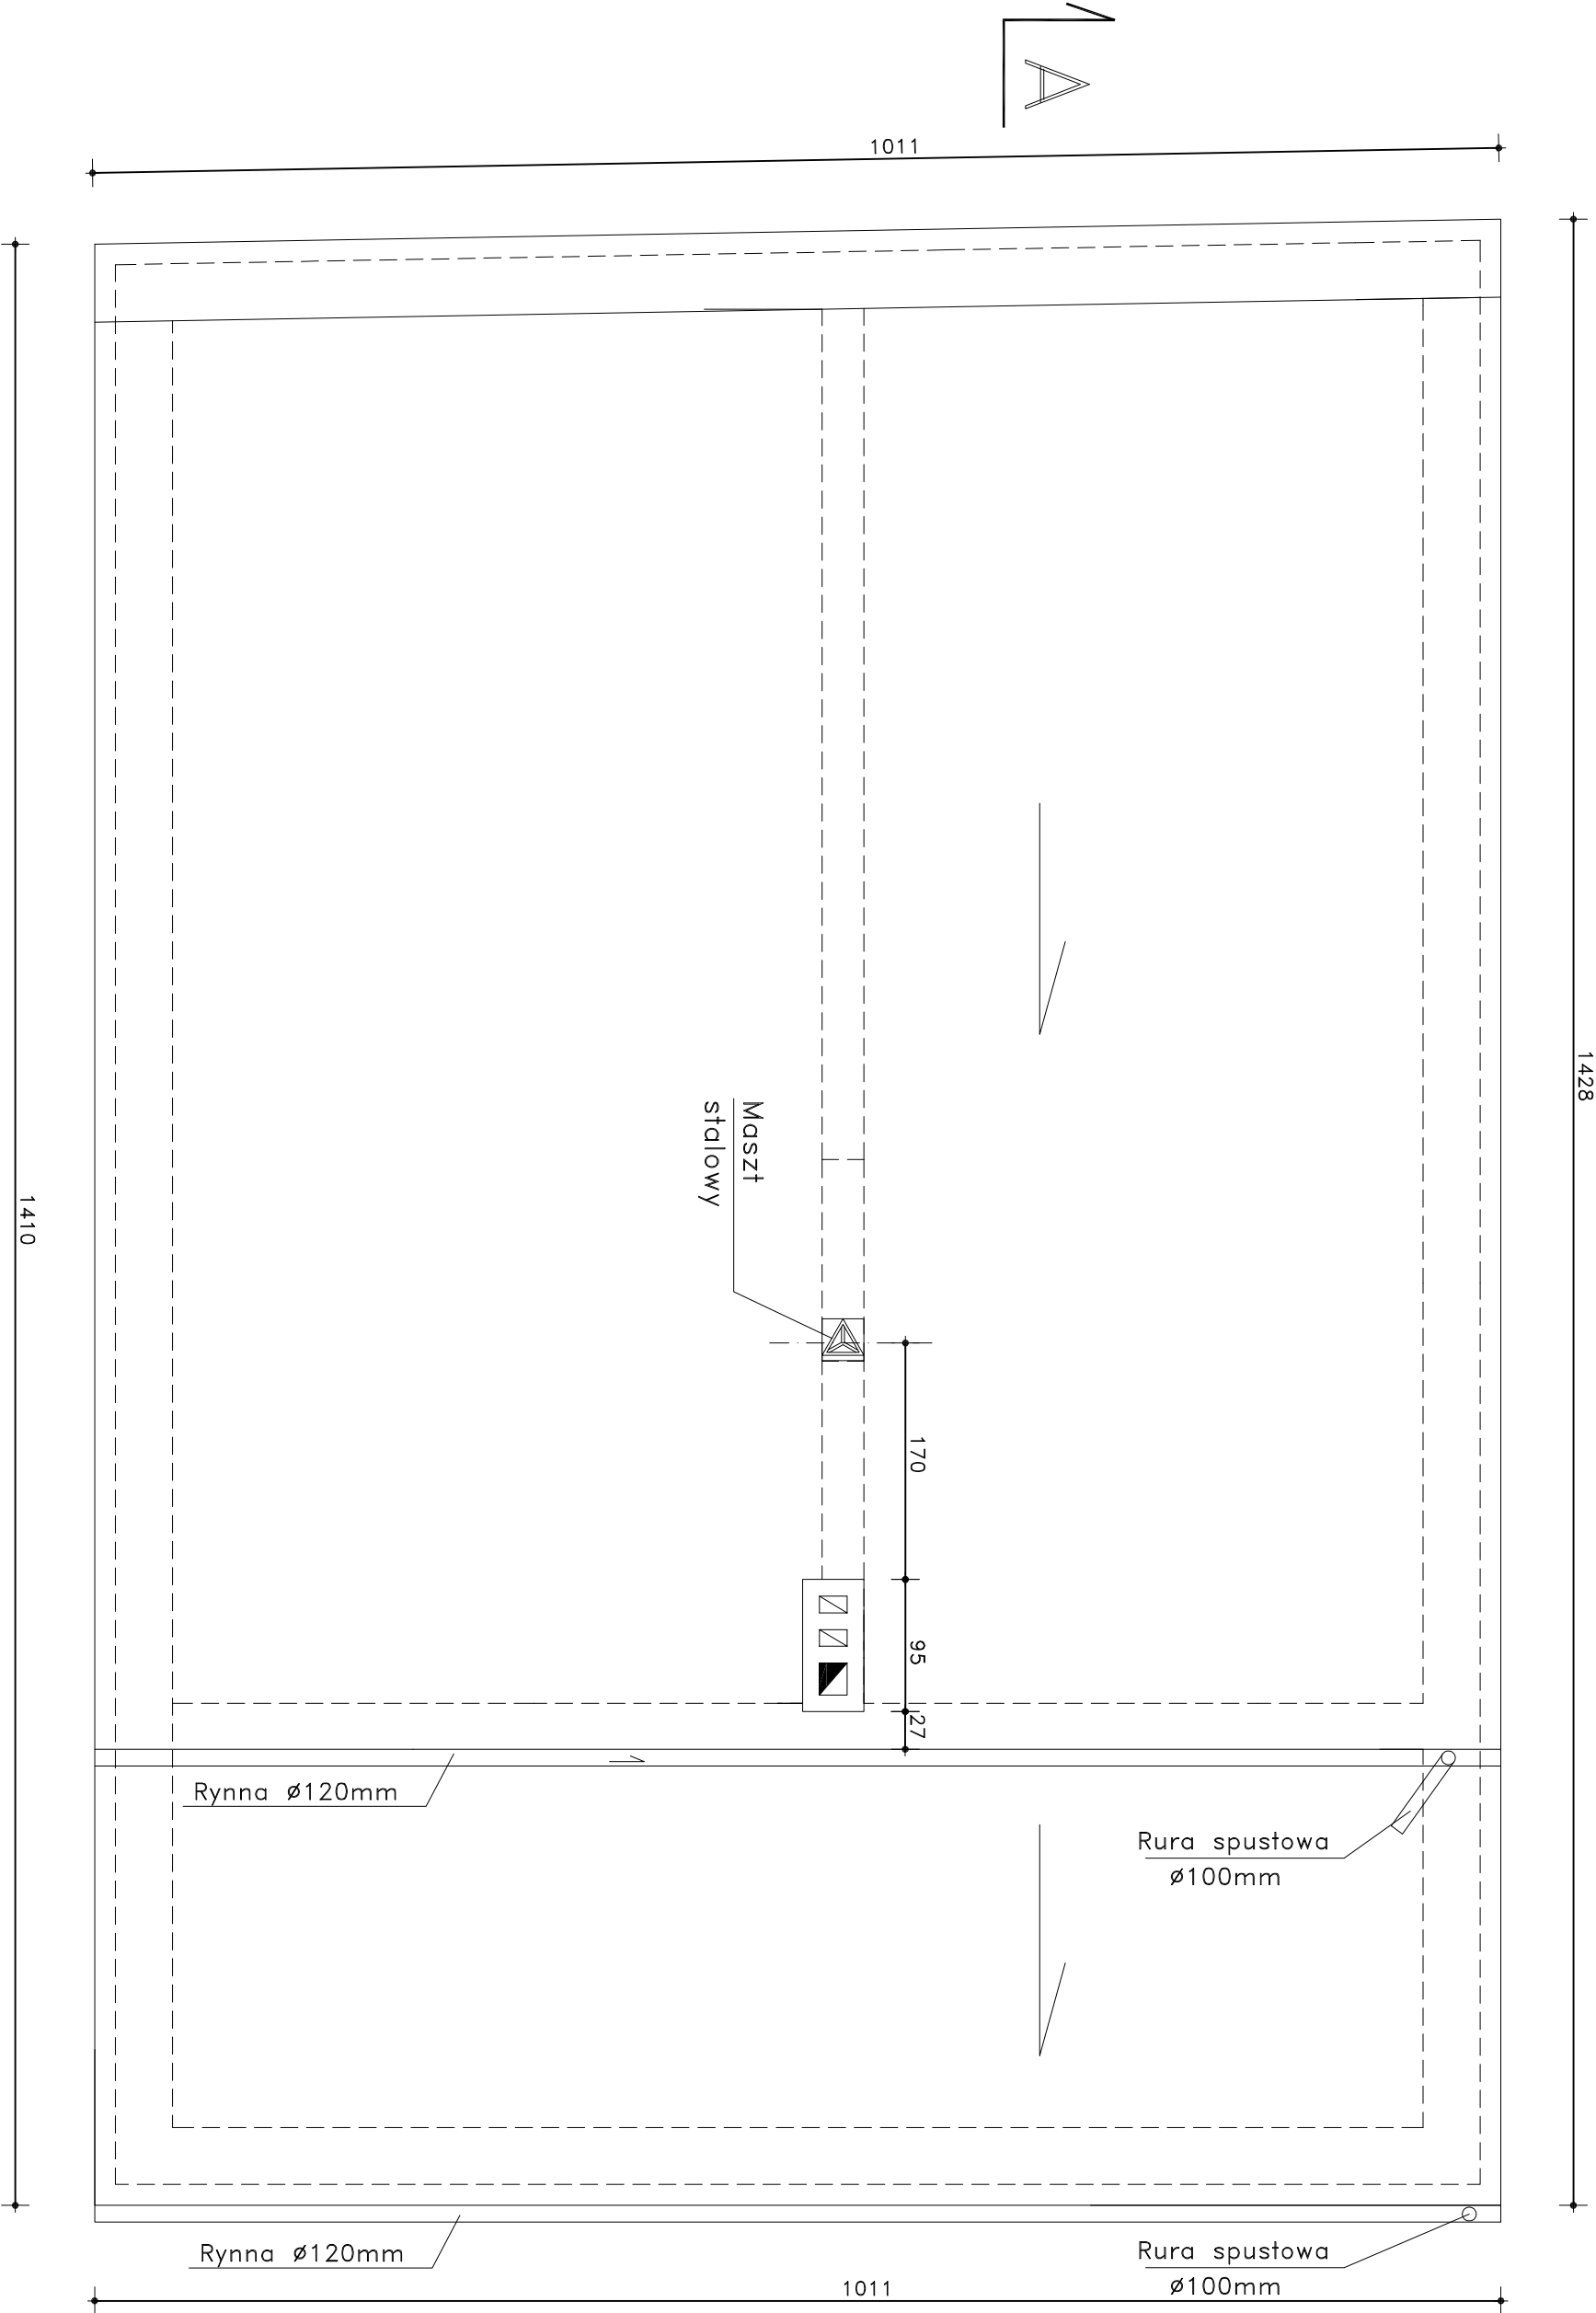 A
1011
1428
1410
Maszt
stalowy
170
95
27
Rynna ø120mm
Rura spustowa
ø100mm
Rynna ø120mm
Rura spustowa
ø100mm
1011